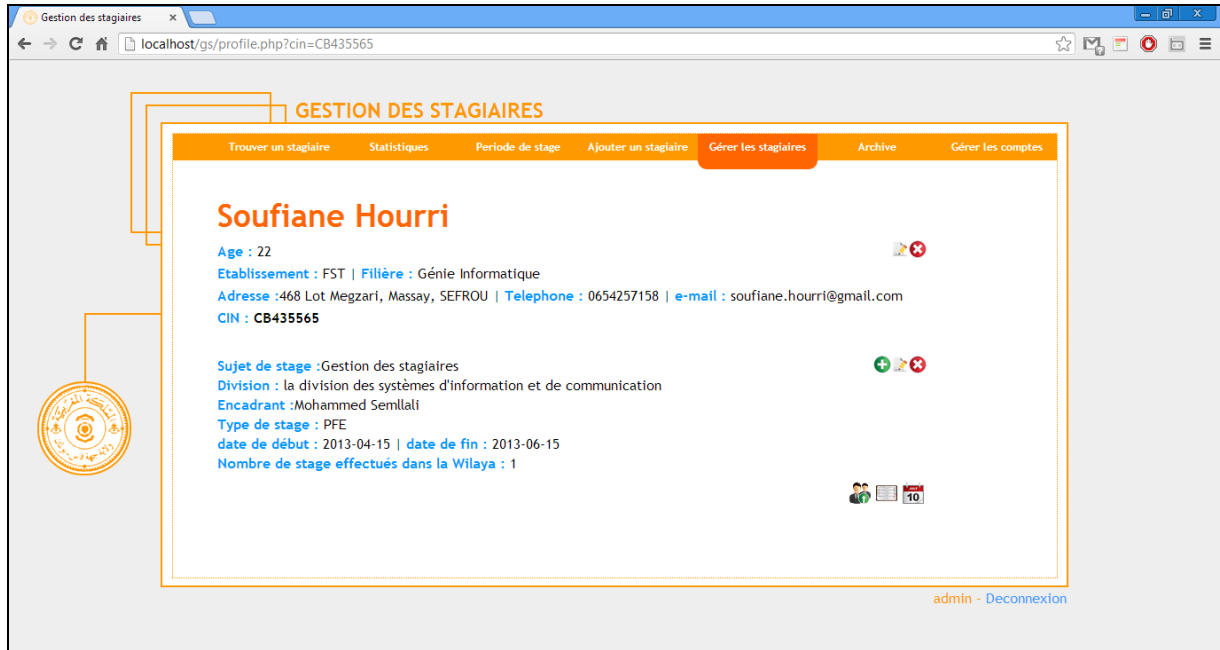 Gestion des stagiaires
localhost/gs/profile.php?cin=CB435565
GESTION DES STAGIAIRES
Trouver un stagiaire Statistiques Periode de stage Ajouter un stagiaire Gérer les stagiaires Archive Gérer les comptes
Soufiane Hourri
Age : 22
Etablissement : FST | Filière : Génie Informatique
Adresse :468 Lot Megzari, Massay, SEFROU | Telephone : 0654257158 | e-mail : soufiane.hourri@gmail.com
CIN : CB435565
Sujet de stage :Gestion des stagiaires
Division : la division des systèmes d'information et de communication
Encadrant :Mohammed Semllali
Type de stage : PFE
date de début : 2013-04-15 | date de fin : 2013-06-15
Nombre de stage effectués dans la Wilaya : 1
10
admin - Deconnexion